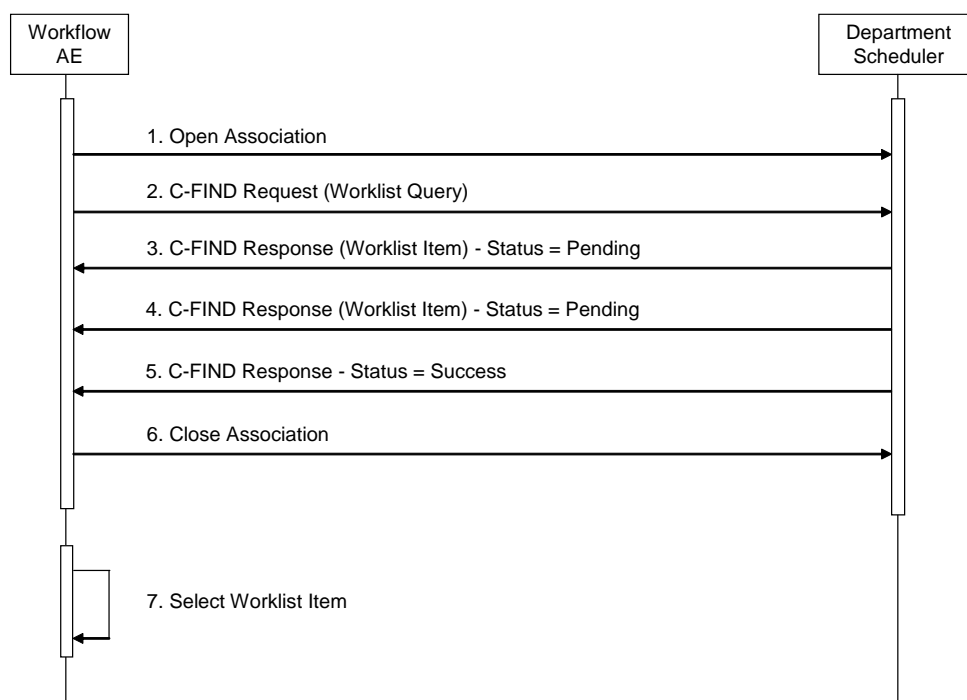 Workflow
AE
Department
Scheduler
1. Open Association
2. C-FIND Request (Worklist Query)
3. C-FIND Response (Worklist Item) - Status = Pending
4. C-FIND Response (Worklist Item) - Status = Pending
5. C-FIND Response - Status = Success
6. Close Association
7. Select Worklist Item